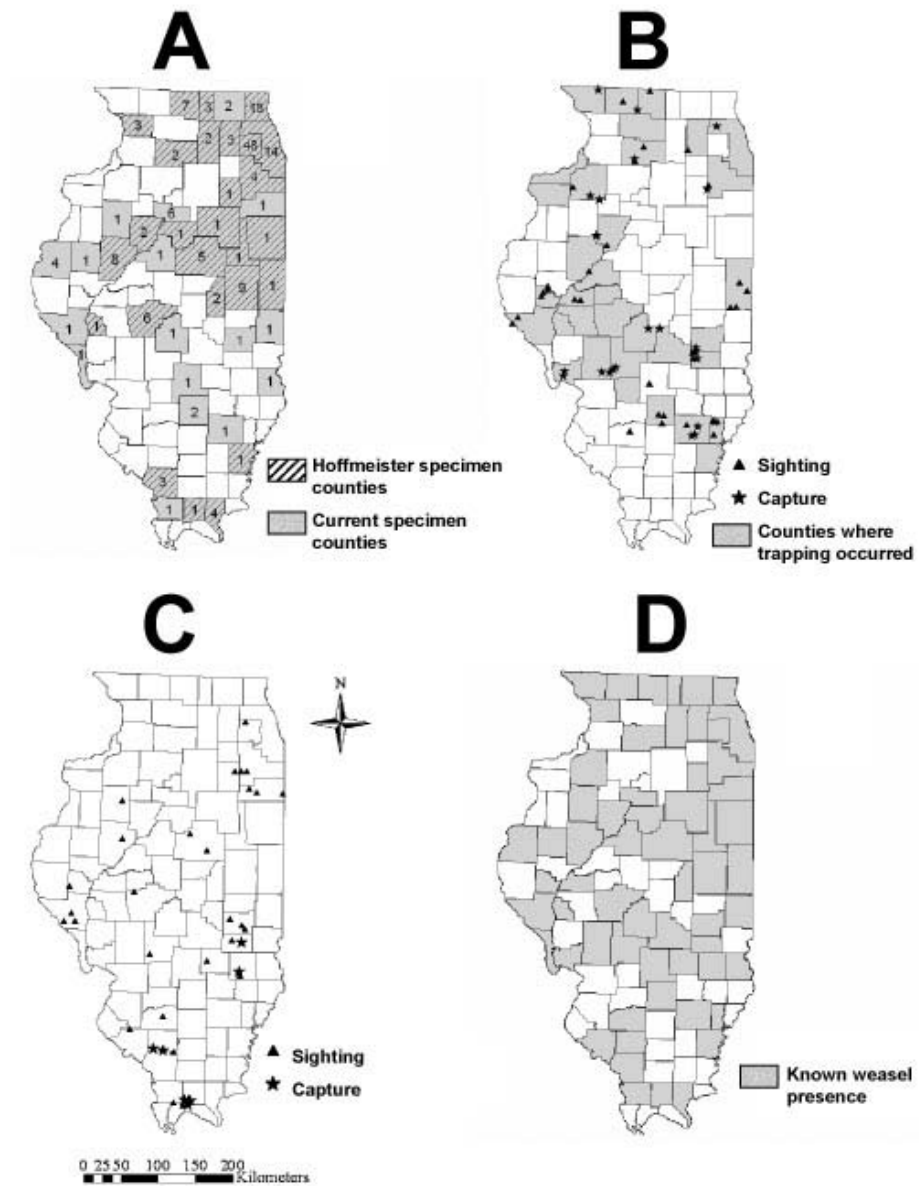 A
B
7 3 2 18
3
2 3 48 14
2
4
1 1
1 6
2 1 1 1
4 1 8 1 5 1
9 1
2
1 1 6
1 1 1
1
1 1
2
1
1
3
1 1 4
Hoffmeister specimen
counties
Current specimen
counties
Sighting
Capture
Counties where
trapping occurred
C
D
N
Sighting
Capture
Known weasel
presence
0 25 50 100 150 200
Kilometers